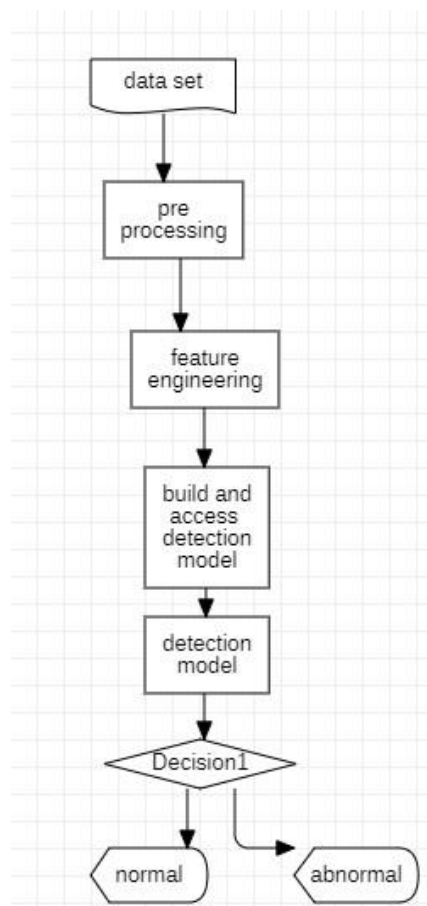 data set
pre
processing
feature
engineering
build and
access
detection
model
detection
model
Decision1
normal
abnormal